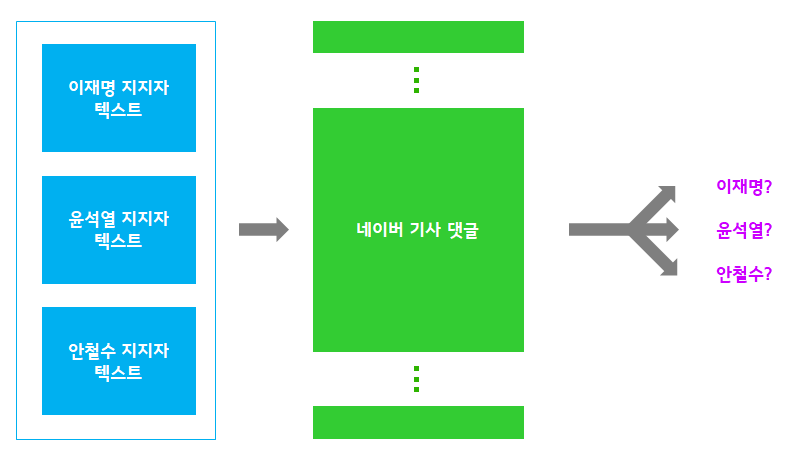 이재명 지지자
텍스트
윤석열 지지자
텍스트
안철수 지지자
텍스트
네이버 기사 댓글
이재명?
윤석열?
안철수?